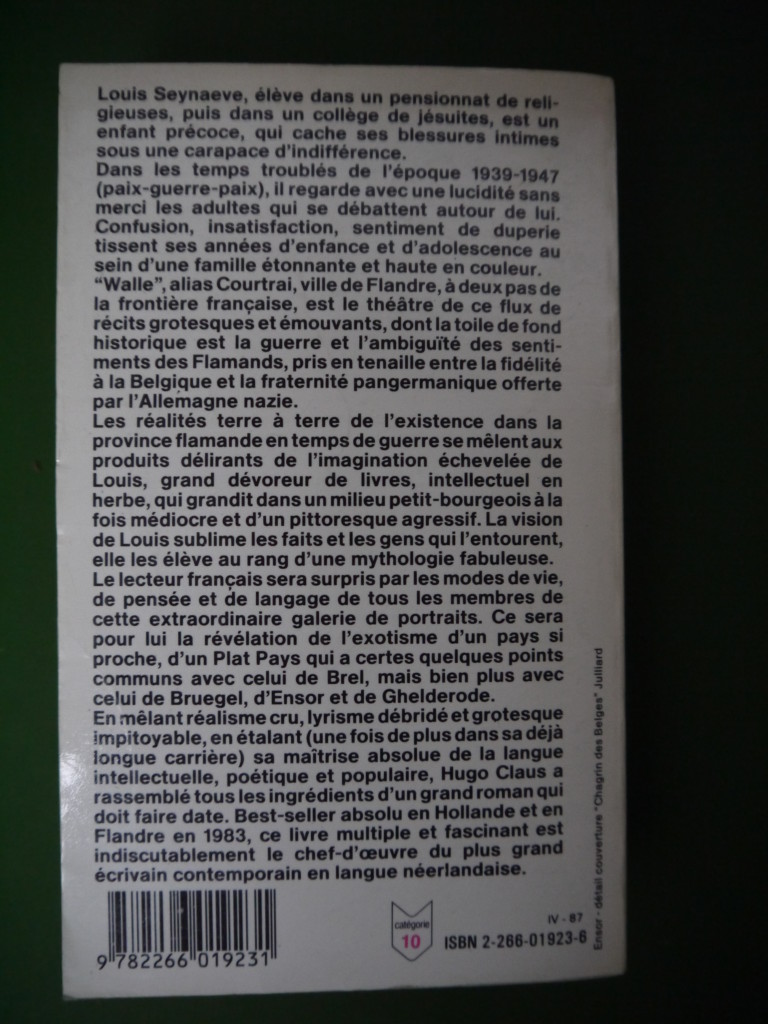 Louis Seynaeve, élève dans un pensionnat de reli-
gieuses, puis dans un collège de jésuites, est un
enfant précoce, qui cache ses blessures intimes
sous une carapace d'indifférence.
Dans les temps troublés de l'époque 1939-1947
(paix-guerre-paix), il regarde avec une lucidité sans
merci les adultes qui se débattent autour de lui.
Confusion, insatisfaction, sentiment de duperie
tissent ses années d'enfance et d'adolescence au
sein d'une famille étonnante et haute en couleur.
"Walle", alias Courtrai, ville de Flandre, à deux pas de
la frontière française, est le théâtre de ce flux de
récits grotesques et émouvants, dont la toile de fond
historique est la guerre et l'ambiguïté des senti-
ments des Flamands, pris en tenaille entre la fidélité
à la Belgique et la fraternité pangermanique offerte
par l'Allemagne nazie.
Les réalités terre à terre de l'existence dans la
province flamande en temps de guerre se mêlent aux
produits délirants de l'imagination échevelée de
Louis, grand dévoreur de livres, intellectuel en
herbe, qui grandit dans un milieu petit-bourgeois à la
fois médiocre et d'un pittoresque agressif. La vision
de Louis sublime les faits et les gens qui l'entourent,
elle les élève au rang d'une mythologie fabuleuse.
Le lecteur français sera surpris par les modes de vie,
de pensée et de langage de tous les membres de
cette extraordinaire galerie de portraits. Ce sera
pour lui la révélation de l'exotisme d'un pays si
proche, d'un Plat Pays qui a certes quelques points
communs avec celui de Brel, mais bien plus avec
celui de Bruegel, d'Ensor et de Ghelderode.
En mêlant réalisme cru, lyrisme débridé et grotesque
impitoyable, en étalant (une fois de plus dans sa déjà
longue carrière) sa maîtrise absolue de la langue
intellectuelle, poétique et populaire, Hugo Claus a
rassemblé tous les ingrédients d'un grand roman qui
doit faire date. Best-seller absolu en Hollande et en
Flandre en 1983, ce livre multiple et fascinant est
indiscutablement le chef-d'œuvre du plus grand
écrivain contemporain en langue néerlandaise.
Ensor - détail couverture "Chagrin des Belges" Julliard
9 782266 019231
catégorie
10
IV - 87
ISBN 2-266-01923-6